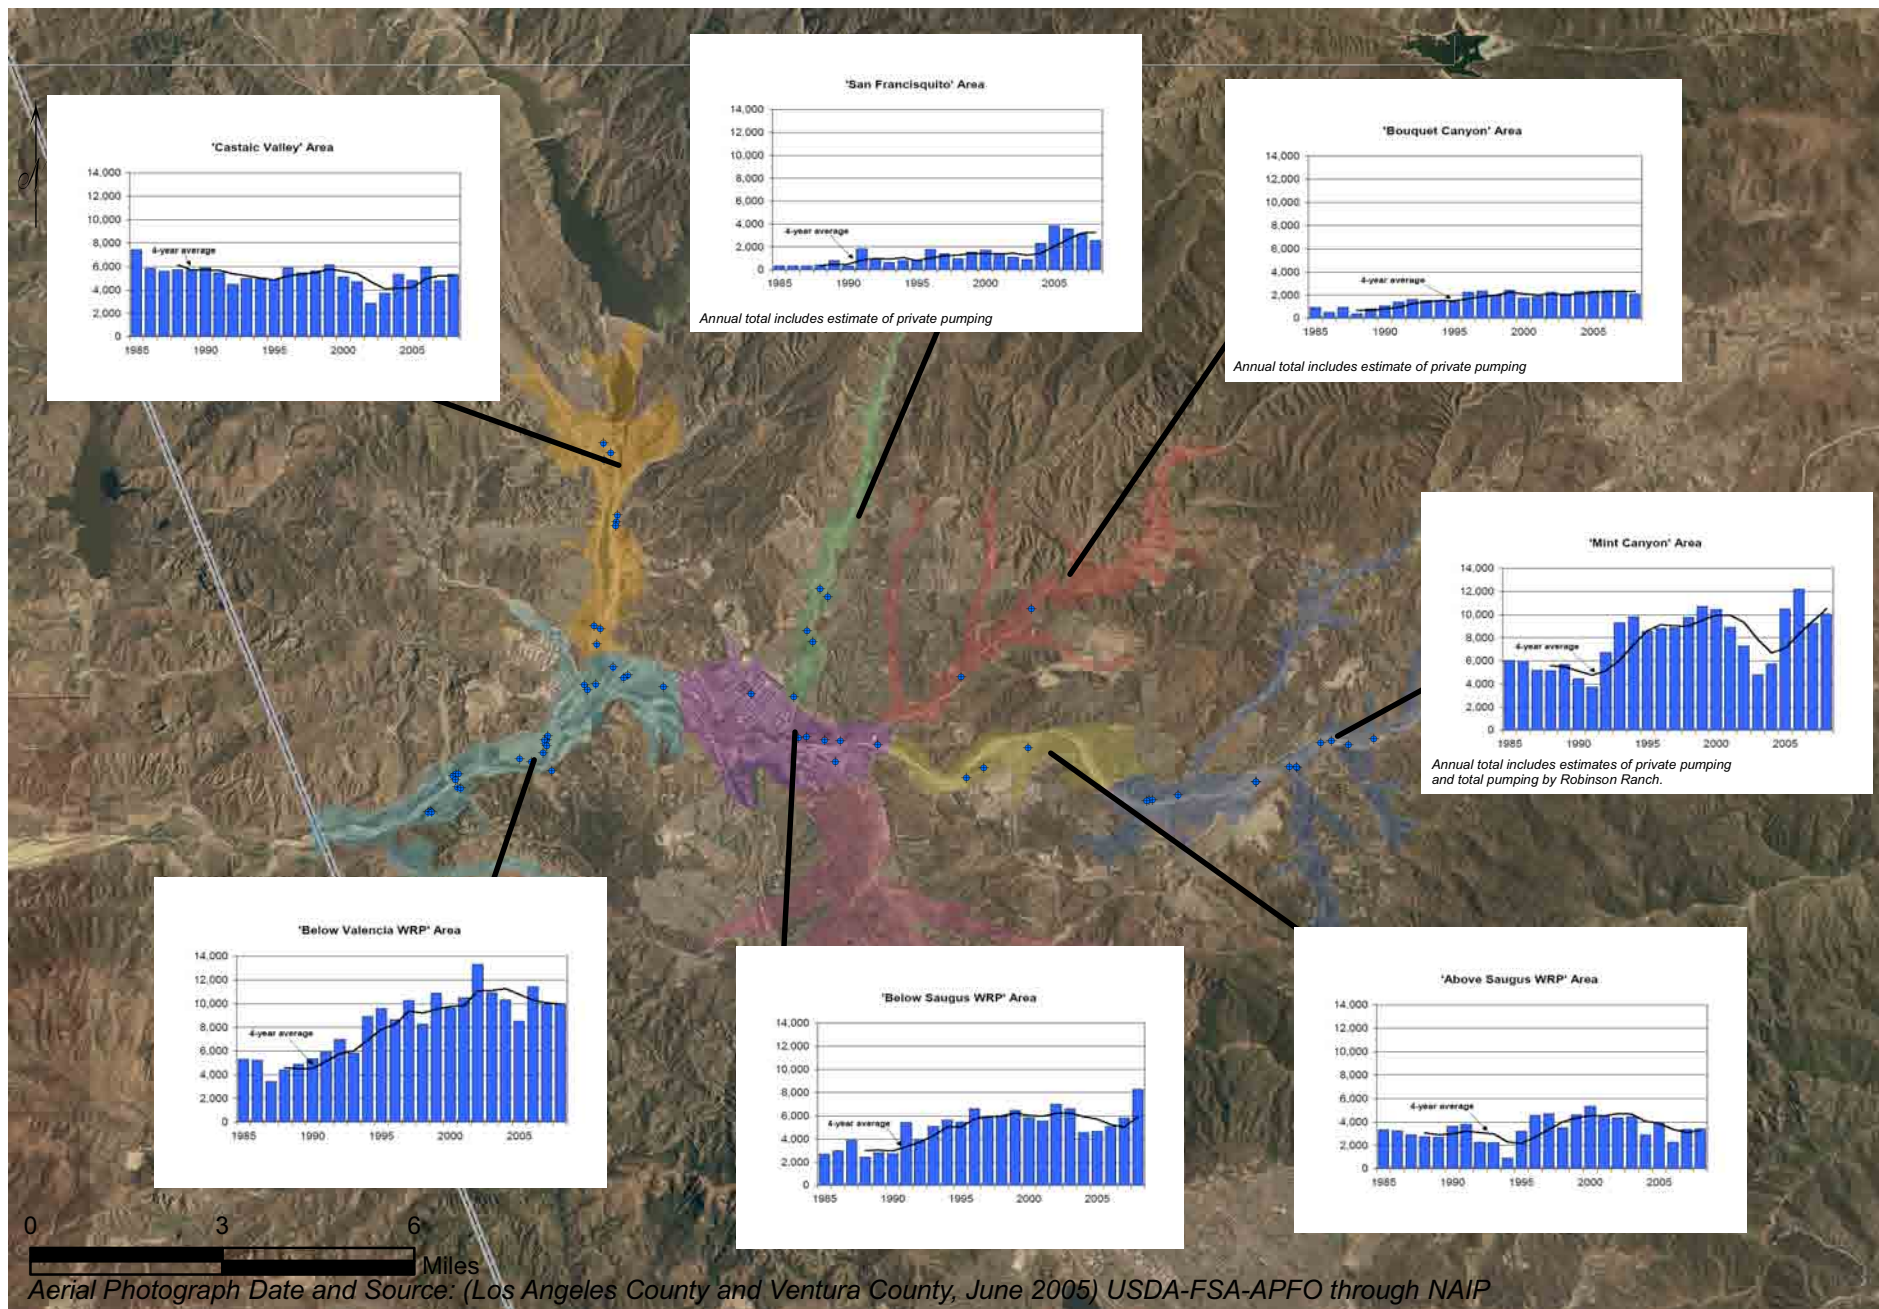 'Castaic Valley' Area
14,000
12,000
10,000
8,000
6,000
4,000
2,000
0
4-year average
1985 1990 1995 2000 2005
'San Francisquito' Area
14,000
12,000
10,000
8,000
6,000
4,000
2,000
0
4-year average
1985 1990 1995 2000 2005
Annual total includes estimate of private pumping
'Bouquet Canyon' Area
14,000
12,000
10,000
8,000
6,000
4,000
2,000
0
4-year average
1985 1990 1995 2000 2005
Annual total includes estimate of private pumping
'Mint Canyon' Area
14,000
12,000
10,000
8,000
6,000
4,000
2,000
0
4-year average
1985 1990 1995 2000 2005
Annual total includes estimates of private pumping
and total pumping by Robinson Ranch.
'Below Valencia WRP' Area
14,000
12,000
10,000
8,000
6,000
4,000
2,000
0
4-year average
1985 1990 1995 2000 2005
'Below Saugus WRP' Area
14,000
12,000
10,000
8,000
6,000
4,000
2,000
0
4-year average
1985 1990 1995 2000 2005
'Above Saugus WRP' Area
14,000
12,000
10,000
8,000
6,000
4,000
2,000
0
4-year average
1985 1990 1995 2000 2005
0 3 6
Miles
Aerial Photograph Date and Source: (Los Angeles County and Ventura County, June 2005) USDA-FSA-APFO through NAIP